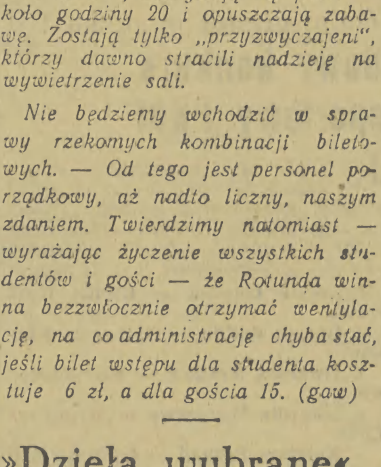 koło godziny 20 i opuszczają zaba-
wę. Zostają tylko „przyzwyczajeni“,
którzy dawno stracili nadzieję na
wywietrzenie sali.
Nie będziemy wchodzić w spra-
wy rzekomych kombinacji bileto-
wych. — Od tego jest personel po-
rządkowy, aż nadto liczny, naszym
zdaniem. Twierdzimy natomiast —
wyrażając życzenie wszystkich stu-
dentów i gości — że Rotunda win-
na bezzwłocznie otrzymać wentyla-
cję, na co administrację chyba stać,
jeśli bilet wstępu dla studenta kosz-
tuje 6 zł, a dla gościa 15. (gaw)
»Dzieła wybrane«